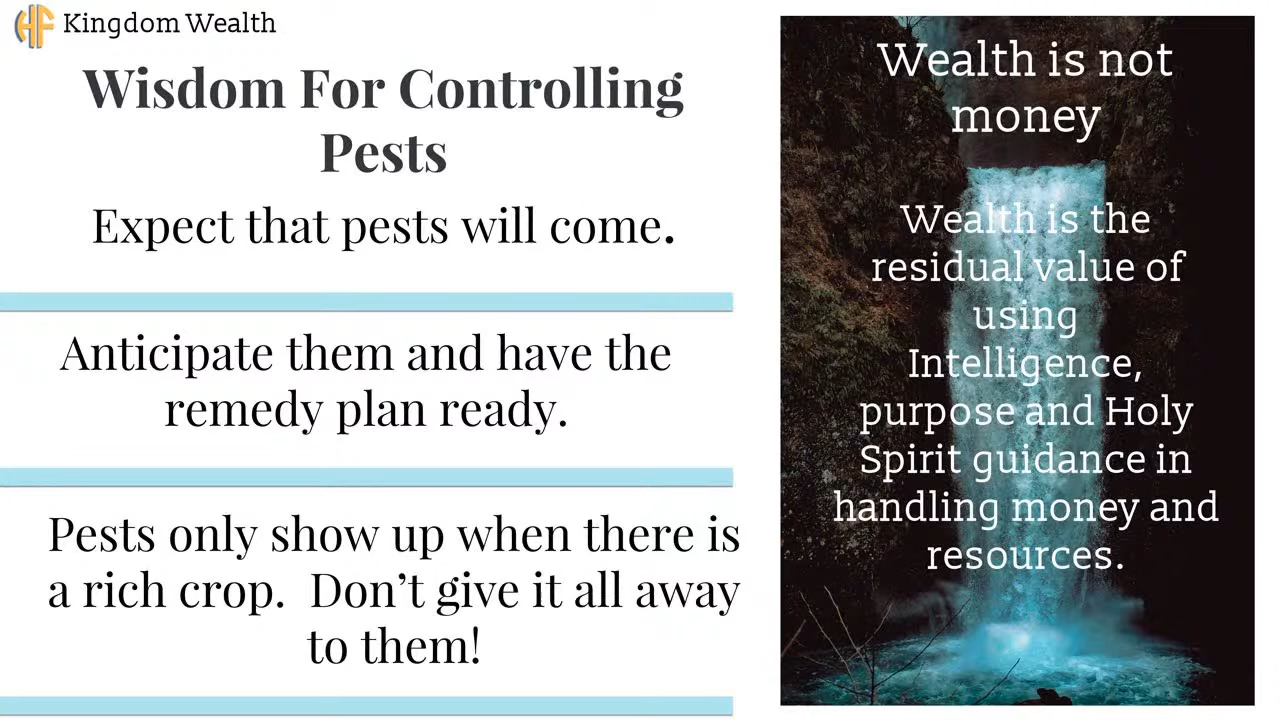 HF Kingdom Wealth
Wisdom For Controlling
Pests
Expect that pests will come.
Anticipate them and have the
remedy plan ready.
Pests only show up when there is
a rich crop.  Don’t give it all away
to them!
Wealth is not
money
Wealth is the
residual value of
using
Intelligence,
purpose and Holy
Spirit guidance in
handling money and
resources.